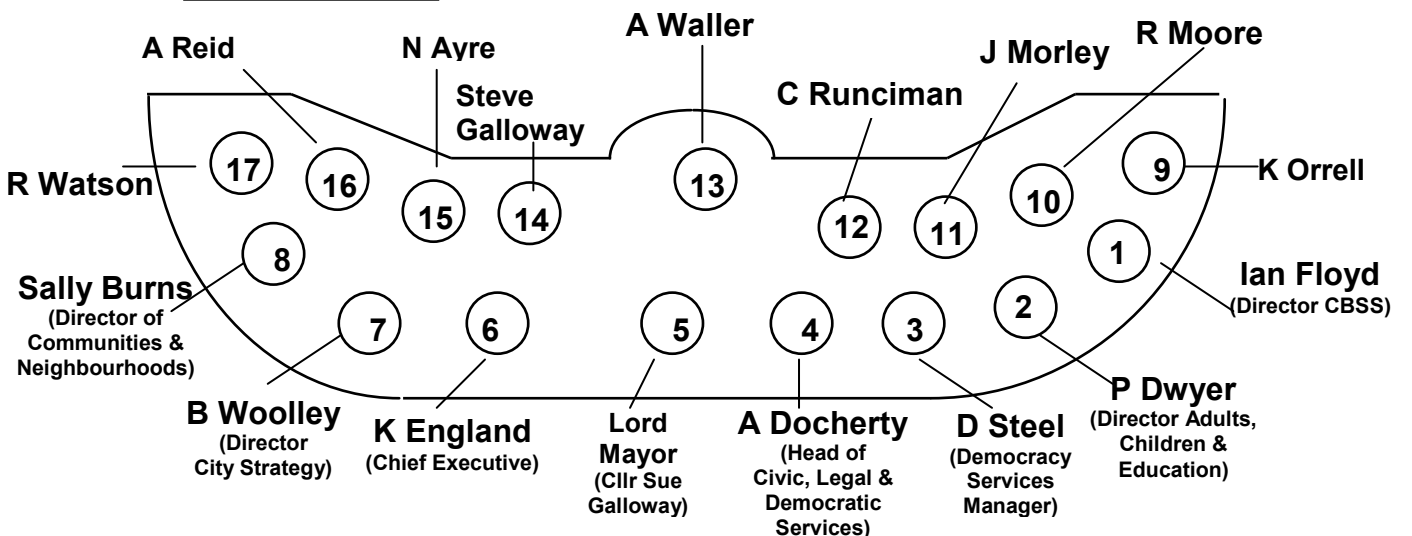 A Waller
R Moore
A Reid
N Ayre
J Morley
Steve
Galloway
C Runciman
17
16
15
14
13
12
11
10
9
R Watson
K Orrell
8
1
Sally Burns
(Director of
Communities &
Neighbourhoods)
Ian Floyd
(Director CBSS)
7
6
5
4
3
2
B Woolley
(Director
City Strategy)
K England
(Chief Executive)
Lord
Mayor
(Cllr Sue
Galloway)
A Docherty
(Head of
Civic, Legal &
Democratic
Services)
D Steel
(Democracy
Services
Manager)
P Dwyer
(Director Adults,
Children &
Education)